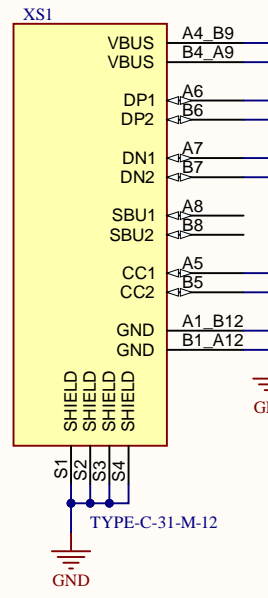 XS1
VBUS A4_B9
VBUS B4_A9
DP1 A6
DP2 B6
DN1 A7
DN2 B7
SBU1 A8
SBU2 B8
CC1 A5
CC2 B5
GND A1_B12
GND B1_A12
SHIELD SHIELD SHIELD SHIELD
S1 S2 S3 S4
TYPE-C-31-M-12
GND